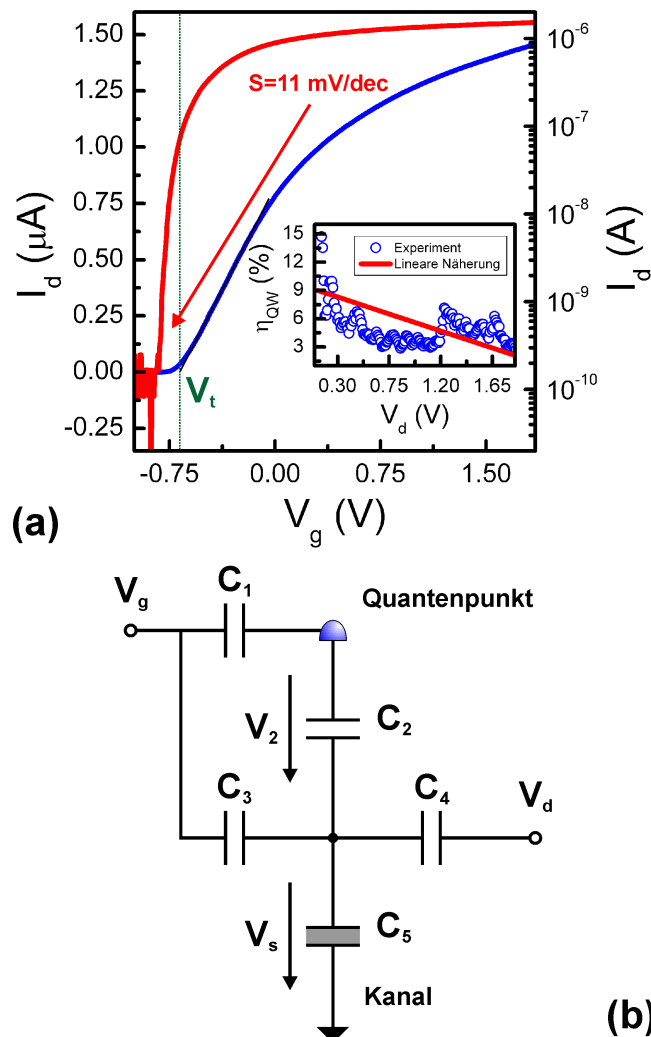 1.50
1.25
1.00
0.75
0.50
0.25
0.00
-0.25
I_d (μA)
S=11 mV/dec
V_t
10^-6
10^-7
10^-8
10^-9
10^-10
I_d (A)
15
12
9
6
3
η_QW (%)
Experiment
Lineare Näherung
0.30 0.75 1.20 1.65
V_d (V)
-0.75 0.00 0.75 1.50
V_g (V)
(a)
V_g
C_1
Quantenpunkt
V_2
C_2
C_3
C_4
V_d
V_s
C_5
Kanal
(b)